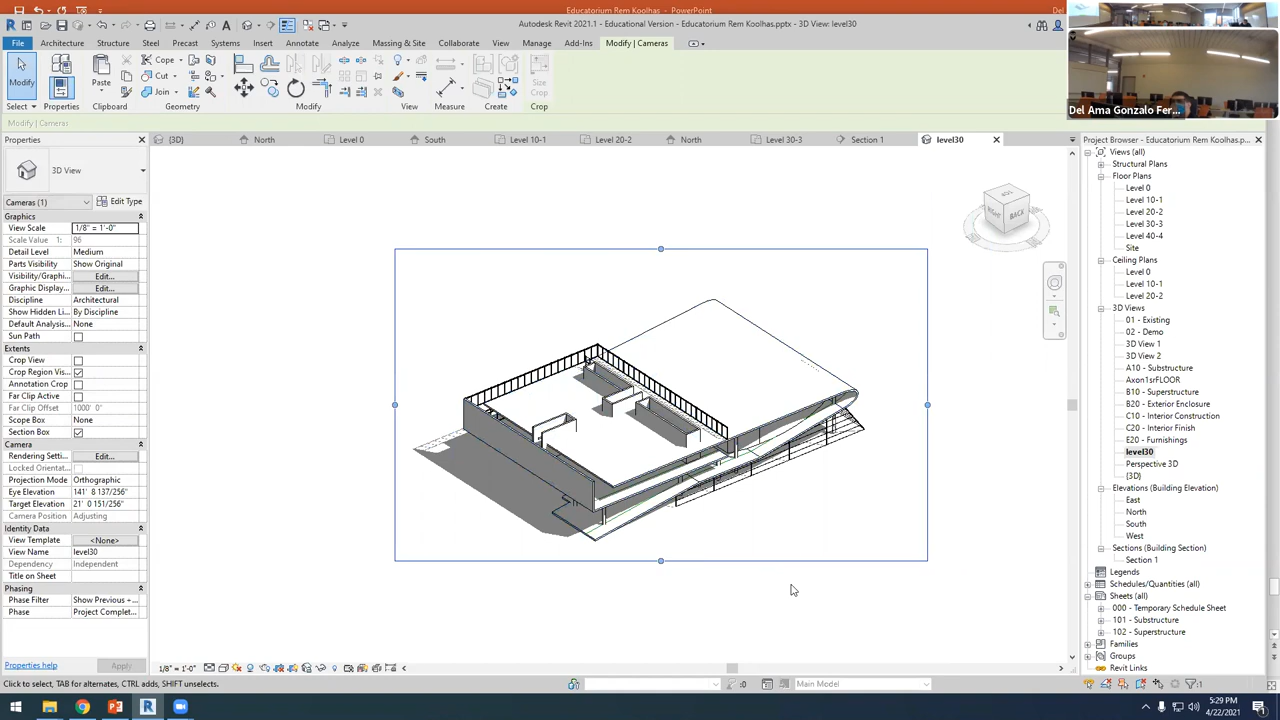 Educatorium Rem Koolhas - PowerPoint
Autodesk Revit 2021.1 - Educational Version - Educatorium Rem Koolhas.pptx - 3D View: level30
File Architecture Structure Steel Precast Systems Insert Annotate Analyze Massing & Site Collaborate View Manage Add-Ins Modify | Cameras
Modify Paste Cope Cut Join Size Crop
Select Properties Clipboard Geometry Modify View Measure Create Crop
Del Ama Gonzalo Fer...
Modify | Cameras
Properties
{3D} North Level 0 South Level 10-1 Level 20-2 North Level 30-3 Section 1 level30
Project Browser - Educatorium Rem Koolhas.p...
3D View
Cameras (1) Edit Type
Graphics
View Scale 1/8" = 1'-0"
Scale Value 1: 96
Detail Level Medium
Parts Visibility Show Original
Visibility/Graphi... Edit...
Graphic Display... Edit...
Discipline Architectural
Show Hidden Li... By Discipline
Default Analysis... None
Sun Path
Extents
Crop View
Crop Region Vis...
Annotation Crop
Far Clip Active
Far Clip Offset 1000' 0"
Scope Box None
Section Box
Camera
Rendering Setti... Edit...
Locked Orientat...
Projection Mode Orthographic
Eye Elevation 141' 8 137/256"
Target Elevation 21' 0.151/256"
Camera Position Adjusting
Identity Data
View Template <None>
View Name level30
Dependency Independent
Title on Sheet
Phasing
Phase Filter Show Previous + ...
Phase Project Complet...
Properties help Apply
RIGHT BACK
Views (all)
Structural Plans
Floor Plans
Level 0
Level 10-1
Level 20-2
Level 30-3
Level 40-4
Site
Ceiling Plans
Level 0
Level 10-1
Level 20-2
3D Views
01 - Existing
02 - Demo
3D View 1
3D View 2
A10 - Substructure
Axon1srFLOOR
B10 - Superstructure
B20 - Exterior Enclosure
C10 - Interior Construction
C20 - Interior Finish
E20 - Furnishings
level30
Perspective 3D
{3D}
Elevations (Building Elevation)
East
North
South
West
Sections (Building Section)
Section 1
Legends
Schedules/Quantities (all)
Sheets (all)
000 - Temporary Schedule Sheet
101 - Substructure
102 - Superstructure
Families
Groups
Revit Links
1/8" = 1'-0"
Click to select, TAB for alternates, CTRL adds, SHIFT unselects.
:0 Main Model :1
5:29 PM
4/22/2021